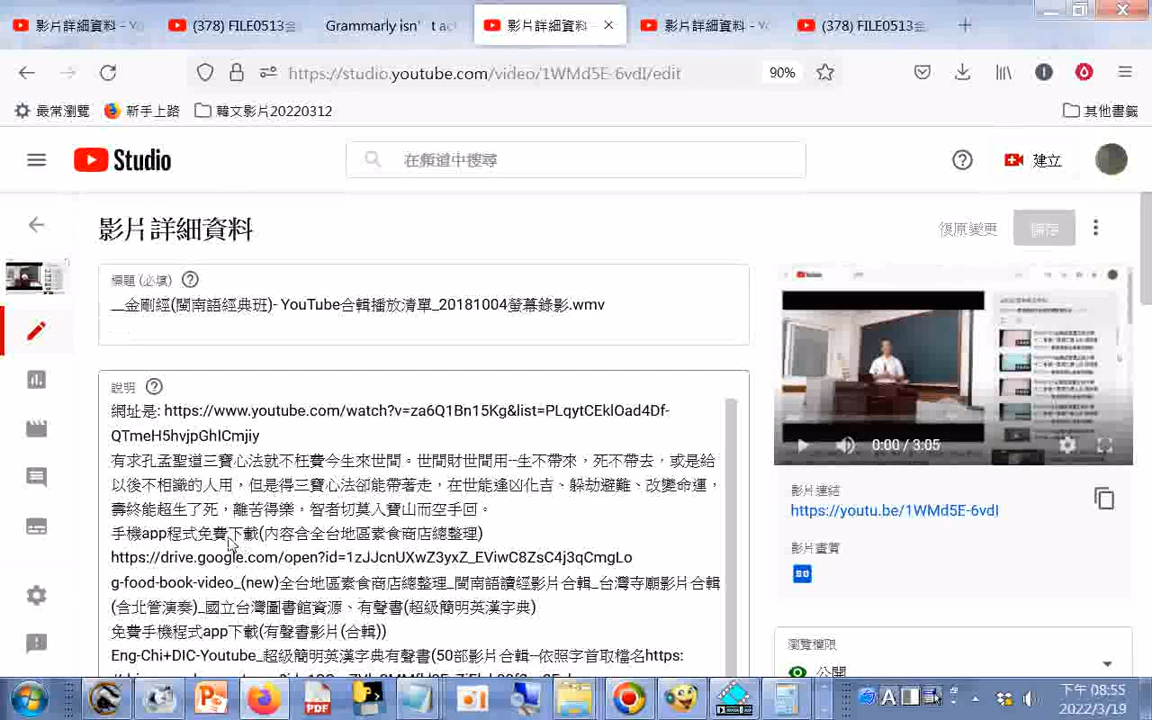 影片詳細資料 - Yo
(378) FILE0513金
Grammarly isn't ac
影片詳細資料
影片詳細資料 - Yo
(378) FILE0513金
https://studio.youtube.com/video/1WMd5E-6vdI/edit
90%
最常瀏覽
新手上路
韓文影片20220312
其他書籤
Studio
在頻道中搜尋
建立
影片詳細資料
復原變更
儲存
標題 (必填)
__金剛經(閩南語經典班)- YouTube合輯播放清單_20181004螢幕錄影.wmv
說明
網址是: https://www.youtube.com/watch?v=za6Q1Bn15Kg&list=PLqytCEklOad4Df-
QTmeH5hvjpGhICmjiy
有求孔孟聖道三寶心法就不枉費今生來世間。世間財世間用--生不帶來，死不帶去，或是給
以後不相識的人用，但是得三寶心法卻能帶著走，在世能逢凶化吉、躲劫避難、改變命運，
壽終能超生了死，離苦得樂，智者切莫入寶山而空手回。
手機app程式免費下載(內容含全台地區素食商店總整理)
https://drive.google.com/open?id=1zJJcnUXwZ3yxZ_EViwC8ZsC4j3qCmgLo
g-food-book-video_(new)全台地區素食商店總整理_閩南語讀經影片合輯_台灣寺廟影片合輯
(含北管演奏)_國立台灣圖書館資源、有聲書(超級簡明英漢字典)
免費手機程式app下載(有聲書影片(合輯))
Eng-Chi+DIC-Youtube_超級簡明英漢字典有聲書(50部影片合輯--依照字首取檔名https:
0:00 / 3:05
影片連結
https://youtu.be/1WMd5E-6vdI
影片畫質
SD
瀏覽權限
公開
下午 08:55
2022/3/19